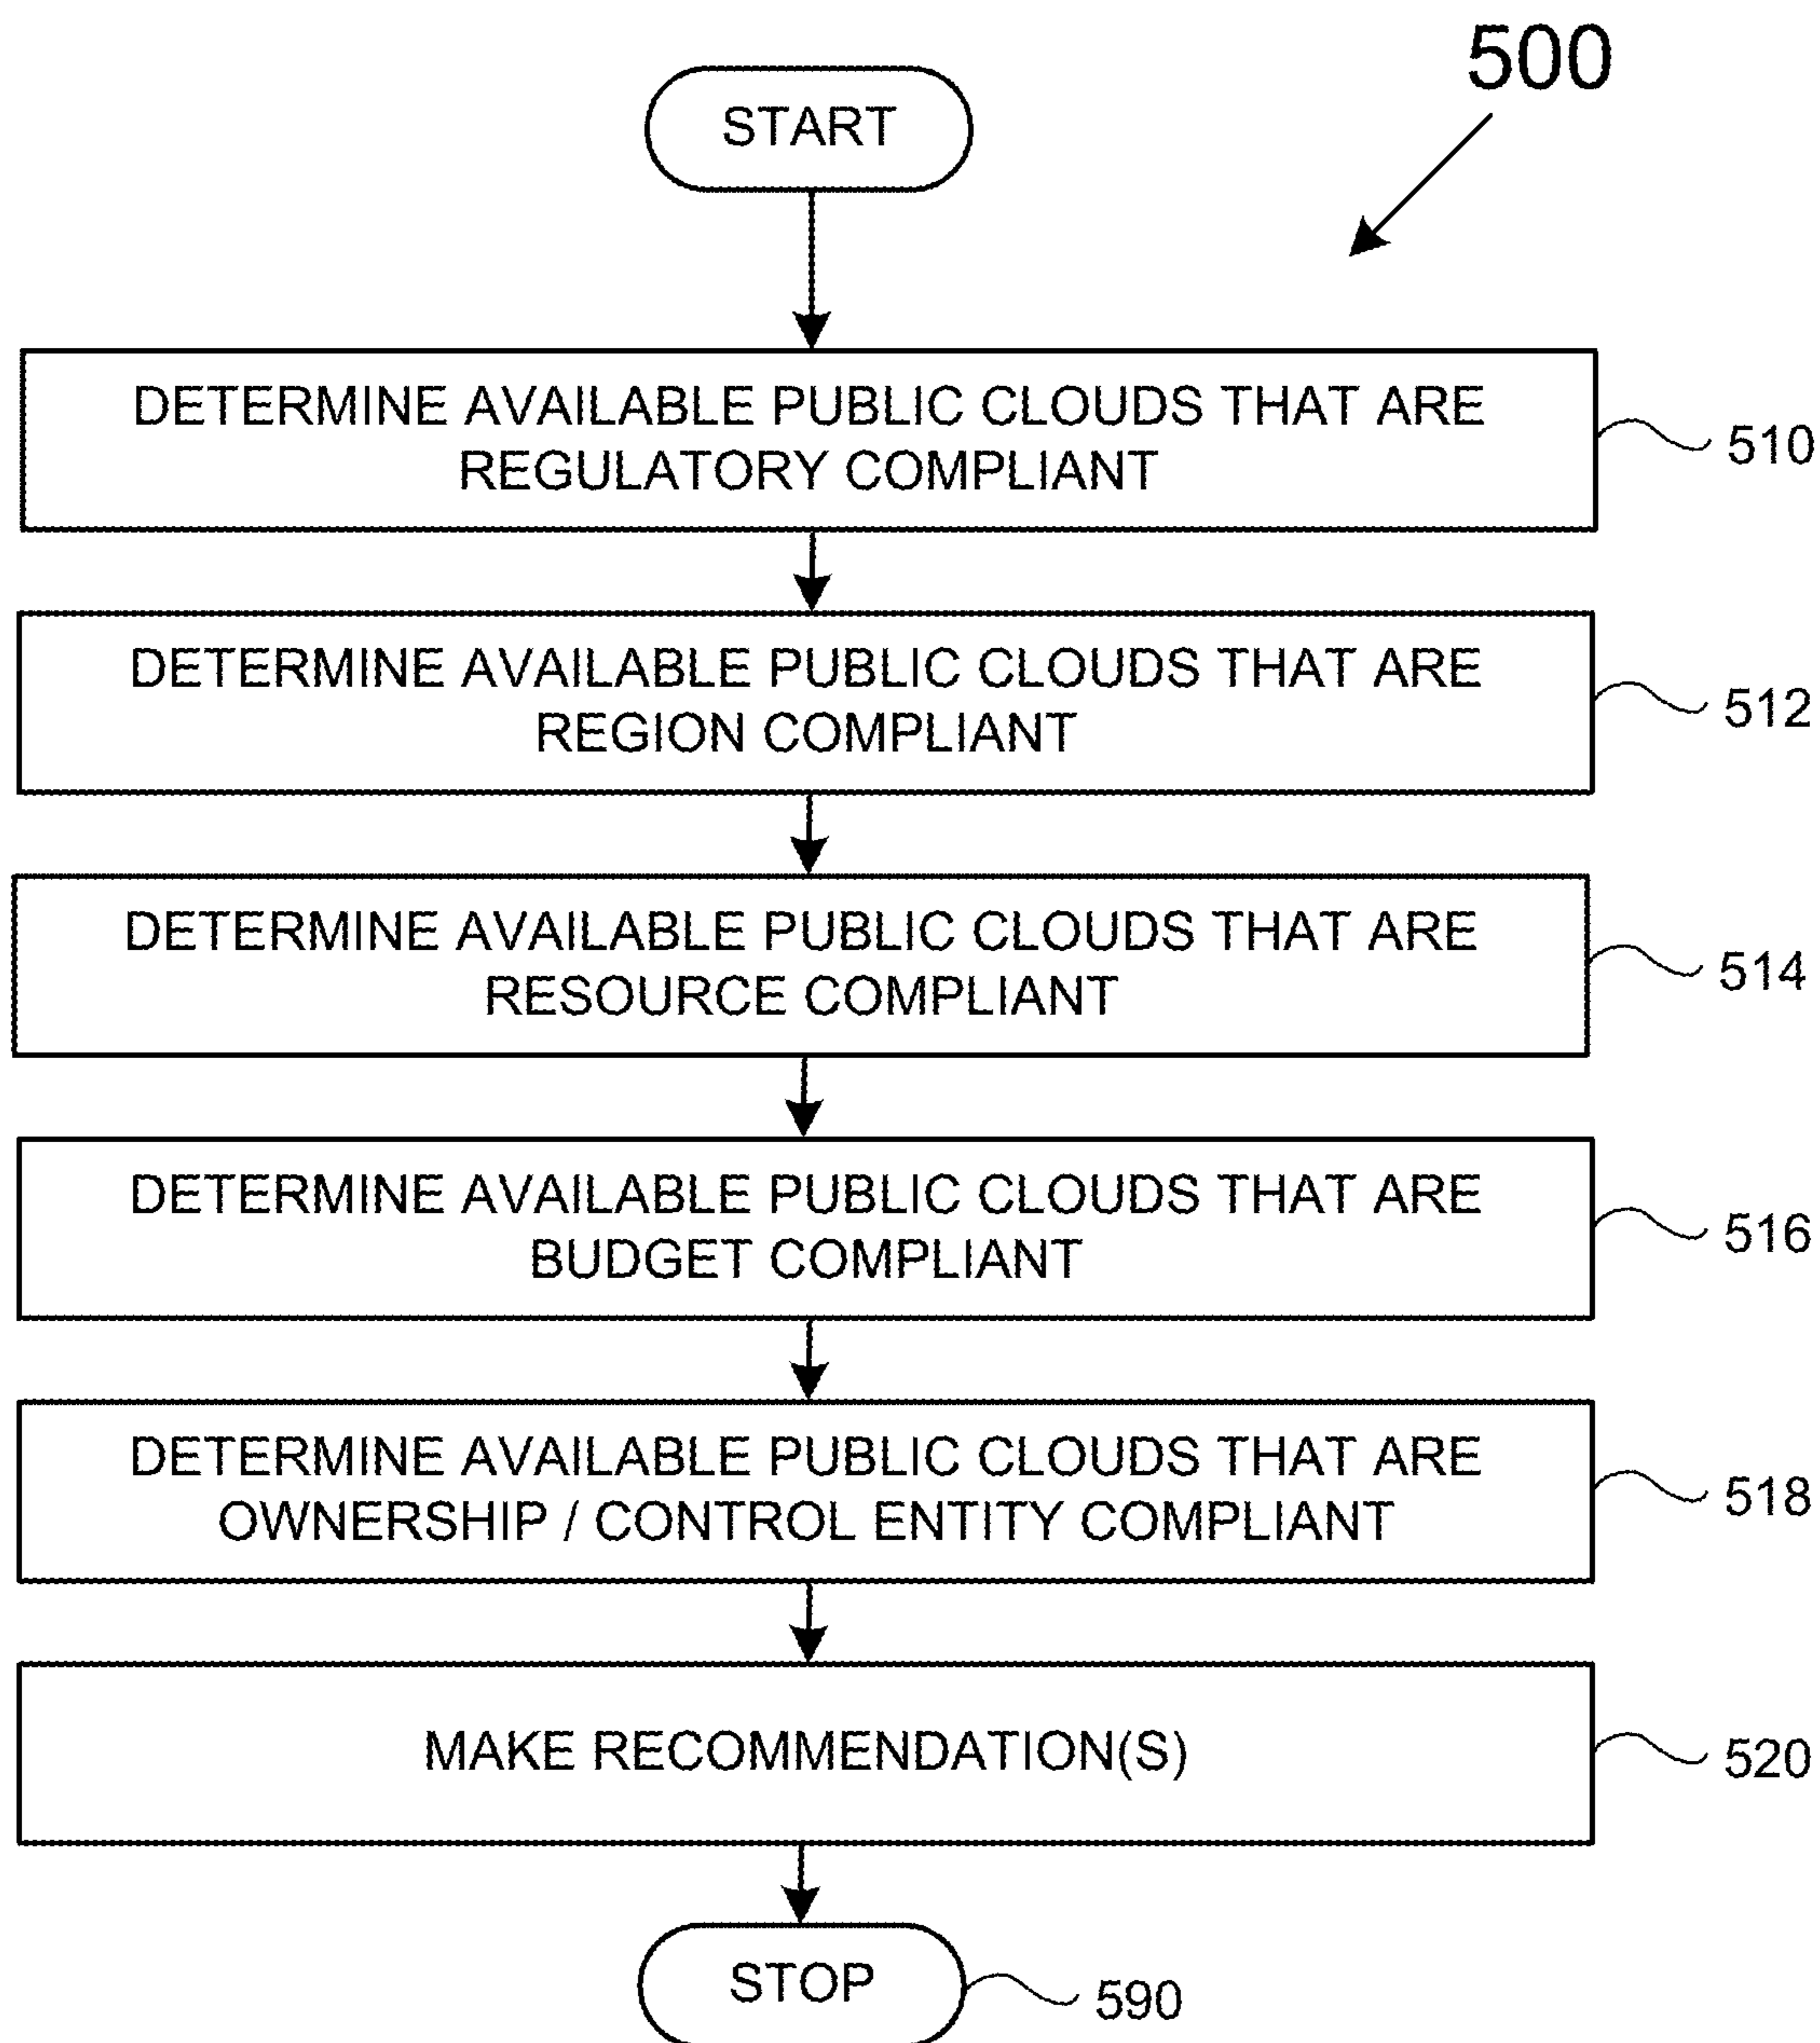 500
START
DETERMINE AVAILABLE PUBLIC CLOUDS THAT ARE
REGULATORY COMPLIANT
510
DETERMINE AVAILABLE PUBLIC CLOUDS THAT ARE
REGION COMPLIANT
512
DETERMINE AVAILABLE PUBLIC CLOUDS THAT ARE
RESOURCE COMPLIANT
514
DETERMINE AVAILABLE PUBLIC CLOUDS THAT ARE
BUDGET COMPLIANT
516
DETERMINE AVAILABLE PUBLIC CLOUDS THAT ARE
OWNERSHIP / CONTROL ENTITY COMPLIANT
518
MAKE RECOMMENDATION(S)
520
STOP
590